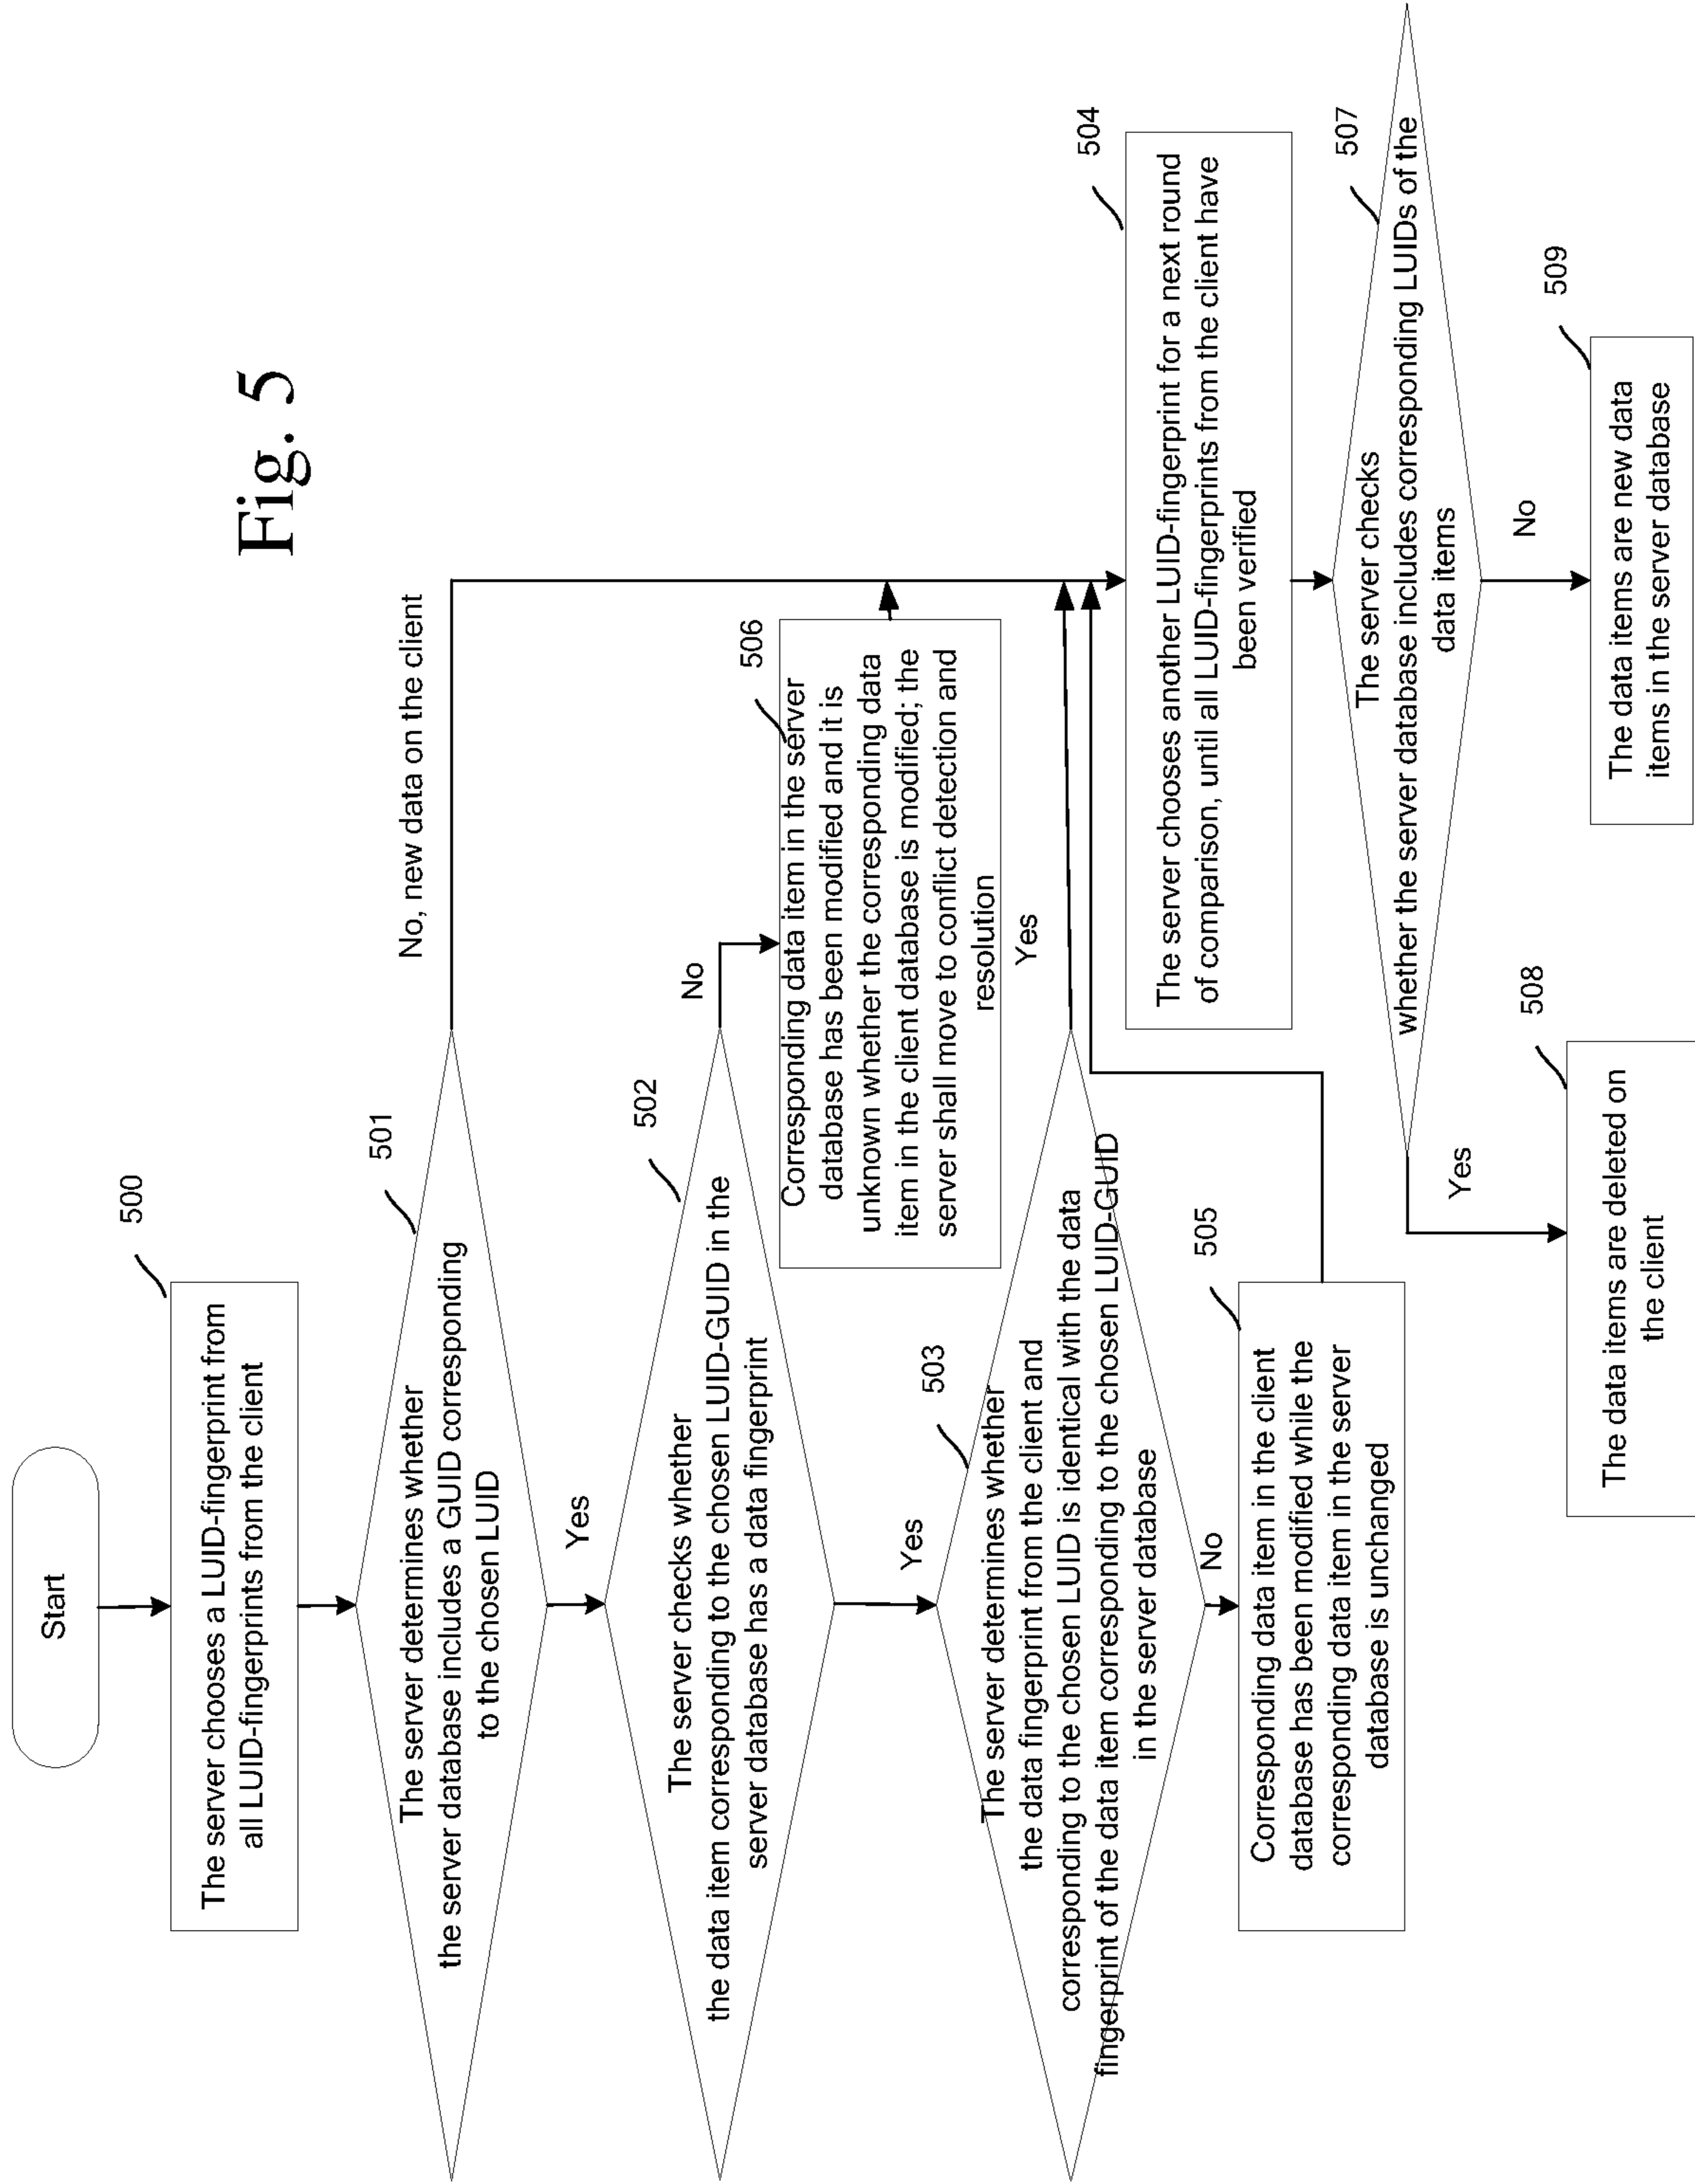 Fig. 5
Start
500
The server chooses a LUID-fingerprint from
all LUID-fingerprints from the client
501
The server determines whether
the server database includes a GUID corresponding
to the chosen LUID
No, new data on the client
Yes
502
The server checks whether
the data item corresponding to the chosen LUID-GUID in the
server database has a data fingerprint
No
506
Corresponding data item in the server
database has been modified and it is
unknown whether the corresponding data
item in the client database is modified; the
server shall move to conflict detection and
resolution
Yes
503
The server determines whether
the data fingerprint from the client and
corresponding to the chosen LUID is identical with the data
fingerprint of the data item corresponding to the chosen LUID-GUID
in the server database
Yes
No
505
Corresponding data item in the client
database has been modified while the
corresponding data item in the server
database is unchanged
504
The server chooses another LUID-fingerprint for a next round
of comparison, until all LUID-fingerprints from the client have
been verified
507
The server checks
whether the server database includes corresponding LUIDs of the
data items
Yes
No
508
The data items are deleted on
the client
509
The data items are new data
items in the server database